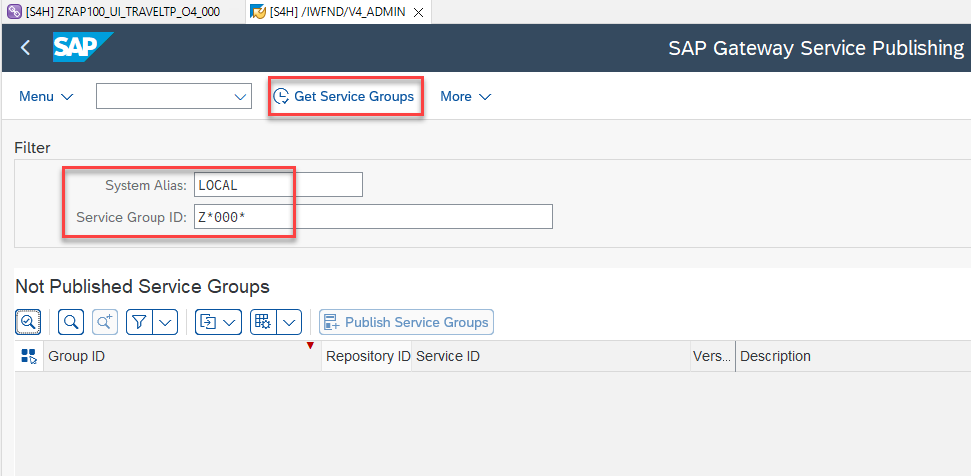 [S4H] ZRAP100_UI_TRAVELTP_O4_000 [S4H] /IWFND/V4_ADMIN
SAP SAP Gateway Service Publishing
Menu Get Service Groups More
Filter
System Alias: LOCAL
Service Group ID: Z*000*
Not Published Service Groups
Publish Service Groups
Group ID Repository ID Service ID Vers... Description